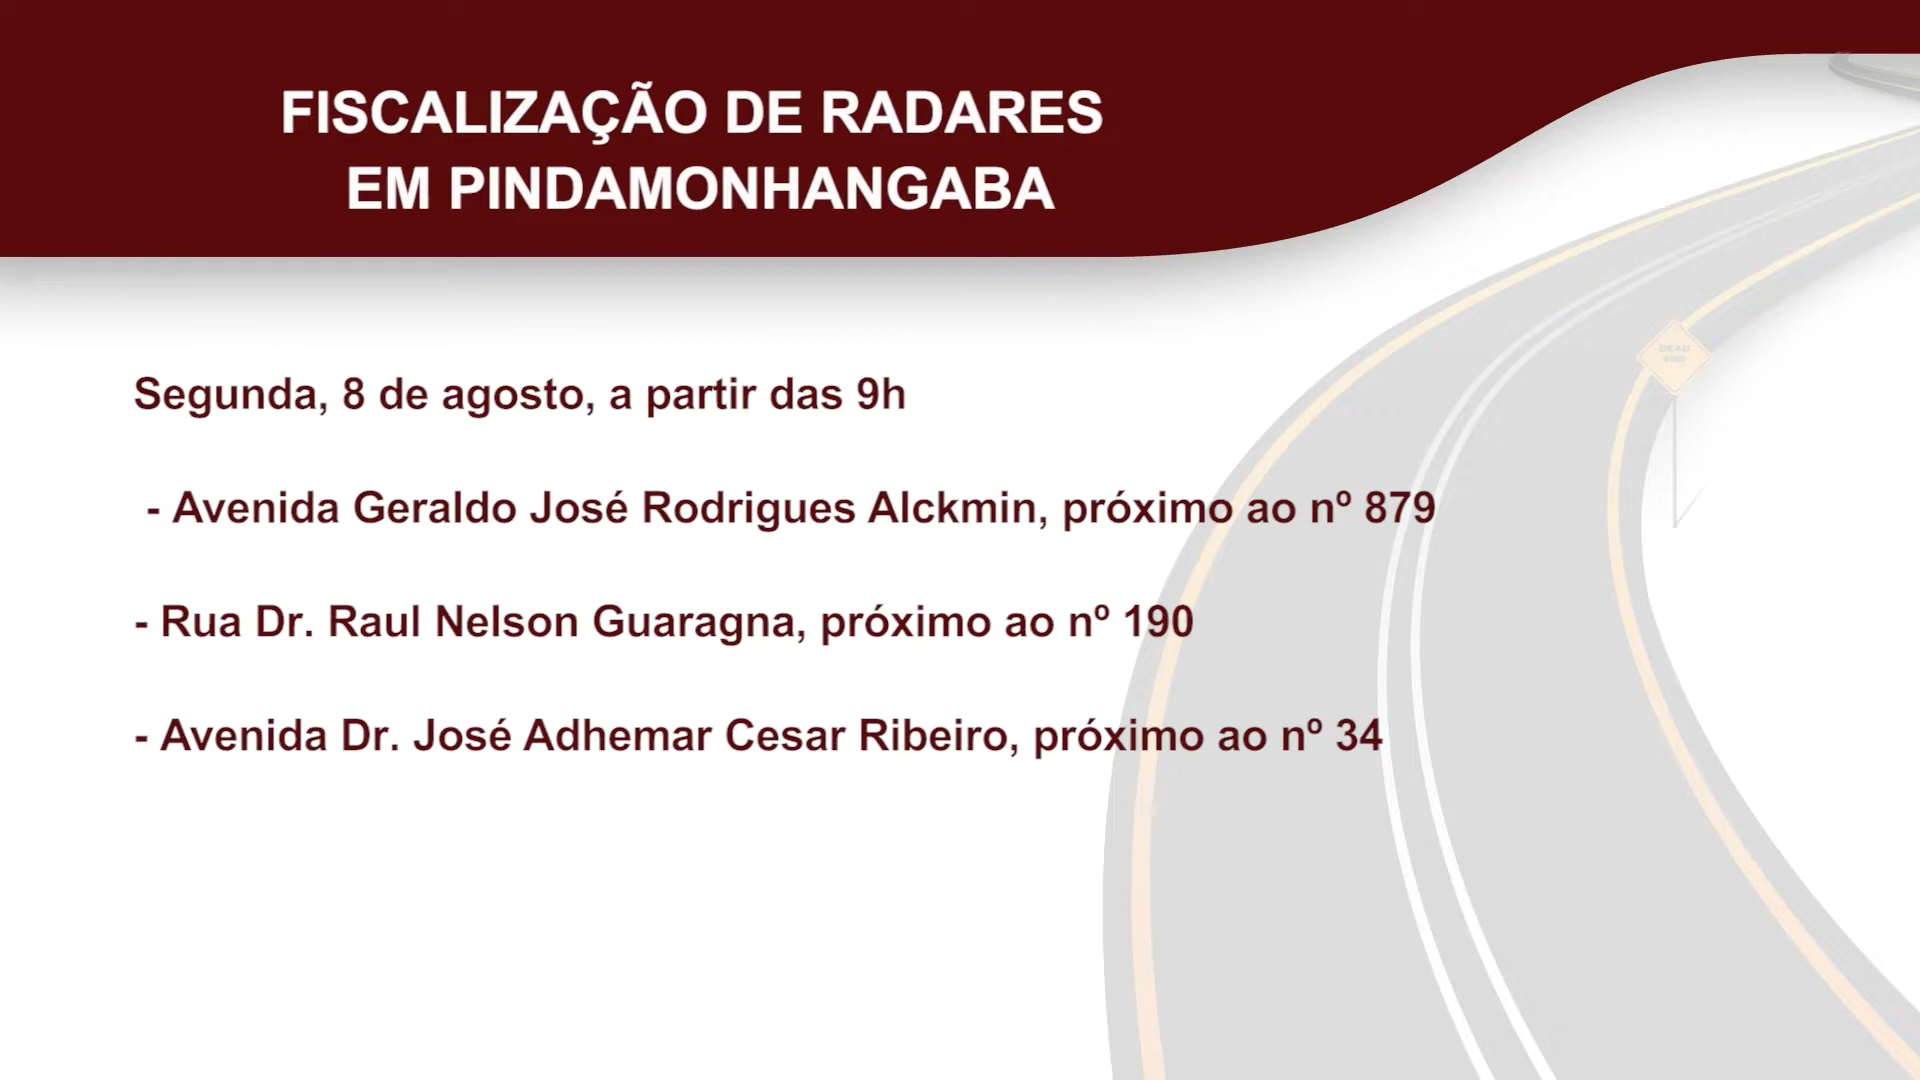 FISCALIZAÇÃO DE RADARES
EM PINDAMONHANGABA
DEAD
END
Segunda, 8 de agosto, a partir das 9h
- Avenida Geraldo José Rodrigues Alckmin, próximo ao nº 879
- Rua Dr. Raul Nelson Guaragna, próximo ao nº 190
- Avenida Dr. José Adhemar Cesar Ribeiro, próximo ao nº 34